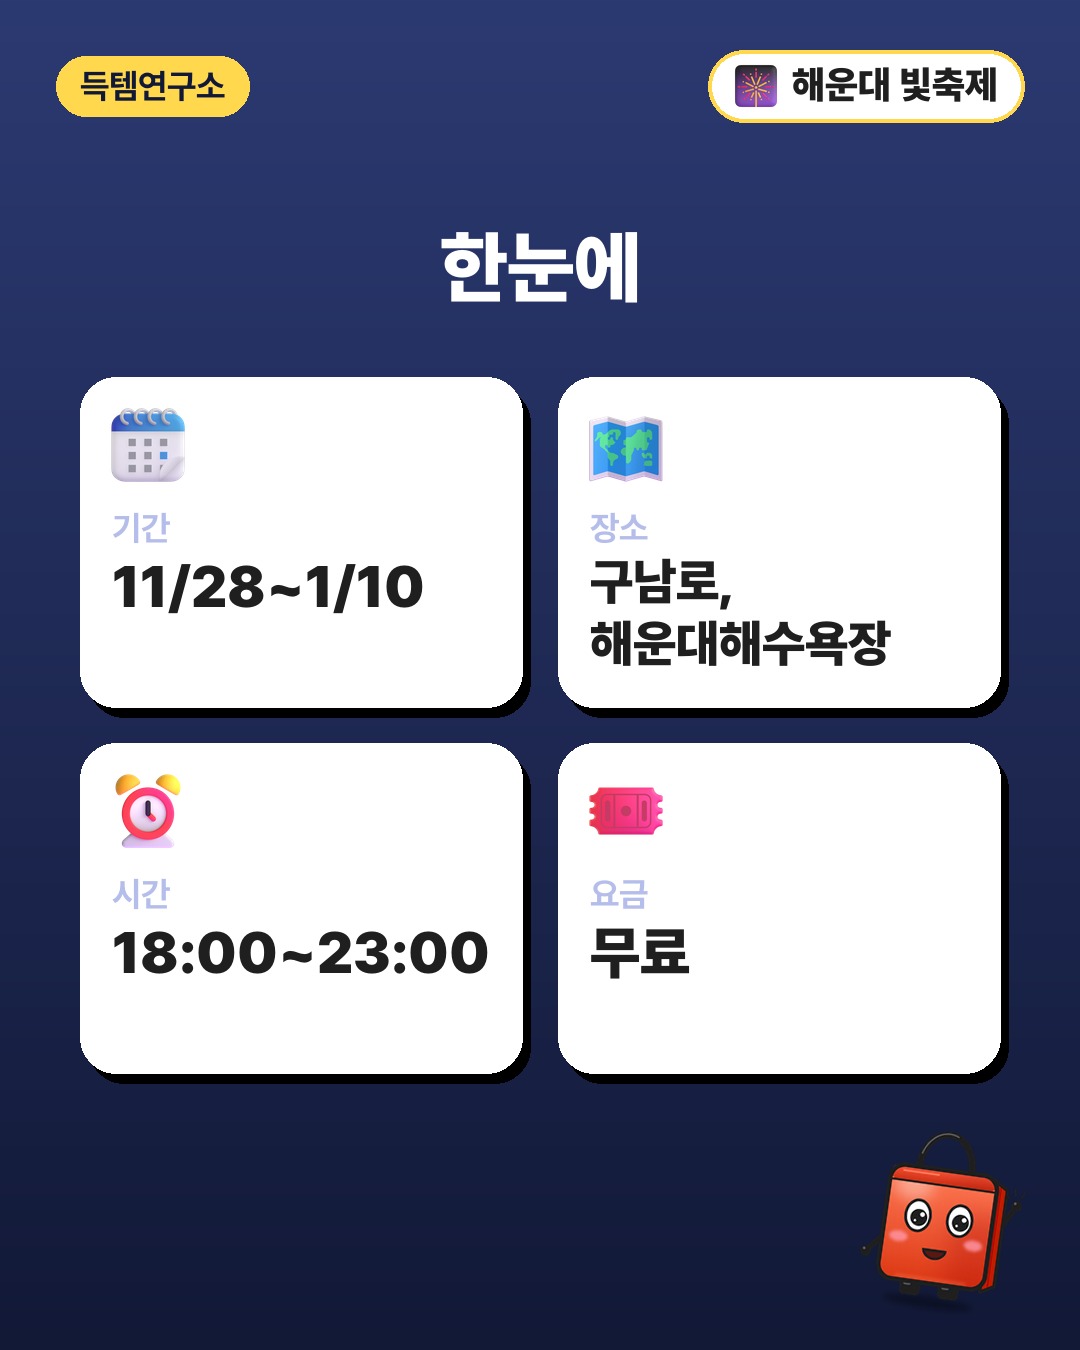 득템연구소
해운대 빛축제
한눈에
기간
11/28~1/10
장소
구남로,
해운대해수욕장
시간
18:00~23:00
요금
무료